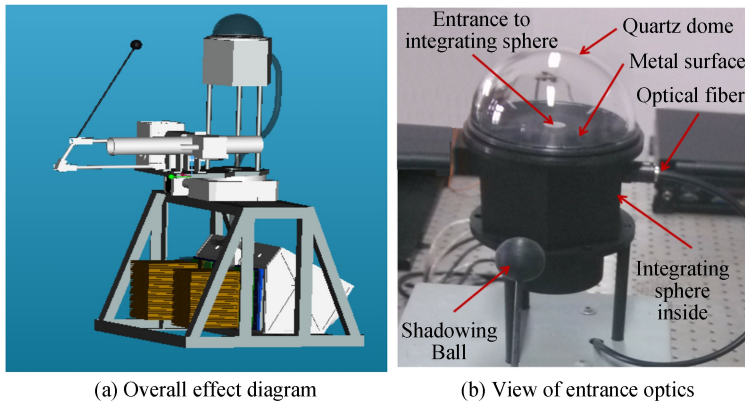 Entrance to
integrating sphere
Quartz dome
Metal surface
Optical fiber
Integrating
sphere
inside
Shadowing
Ball
(a) Overall effect diagram
(b) View of entrance optics